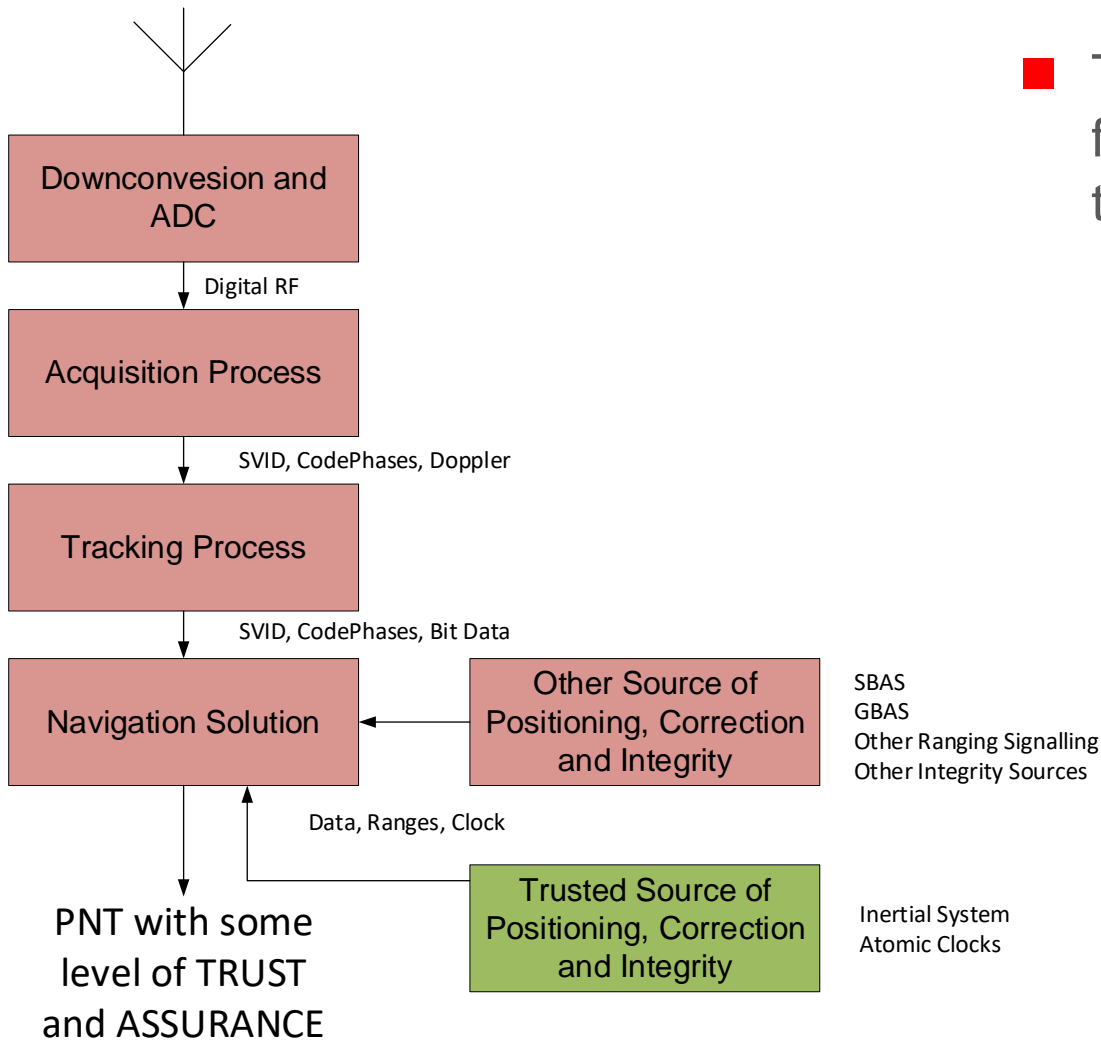 Downconvesion and
ADC
Digital RF
Acquisition Process
SVID, CodePhases, Doppler
Tracking Process
SVID, CodePhases, Bit Data
Navigation Solution
Other Source of
Positioning, Correction
and Integrity
SBAS
GBAS
Other Ranging Signalling
Other Integrity Sources
Data, Ranges, Clock
Trusted Source of
Positioning, Correction
and Integrity
Inertial System
Atomic Clocks
PNT with some
level of TRUST
and ASSURANCE